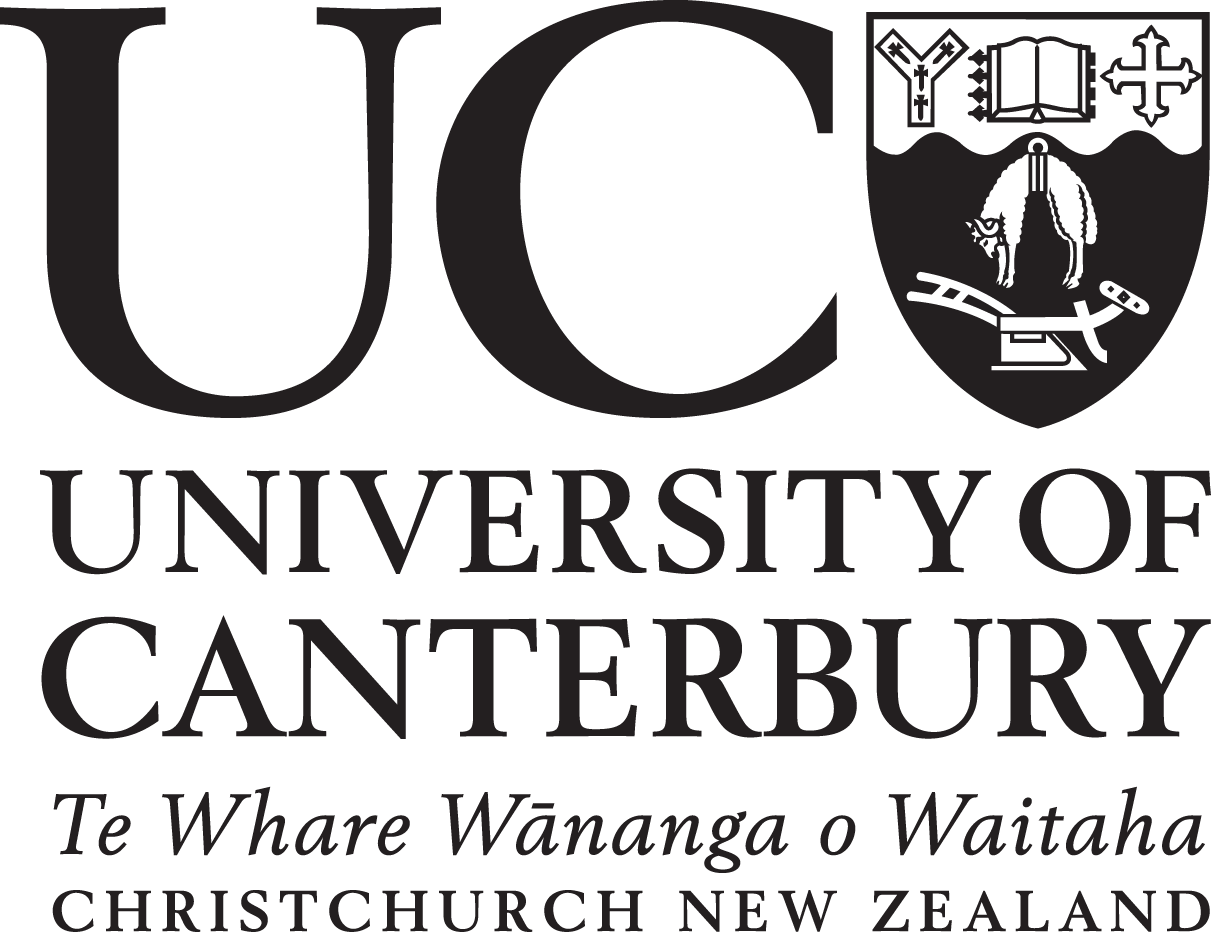 UC
UNIVERSITY OF
CANTERBURY
Te Whare Wānanga o Waitaha
CHRISTCHURCH NEW ZEALAND